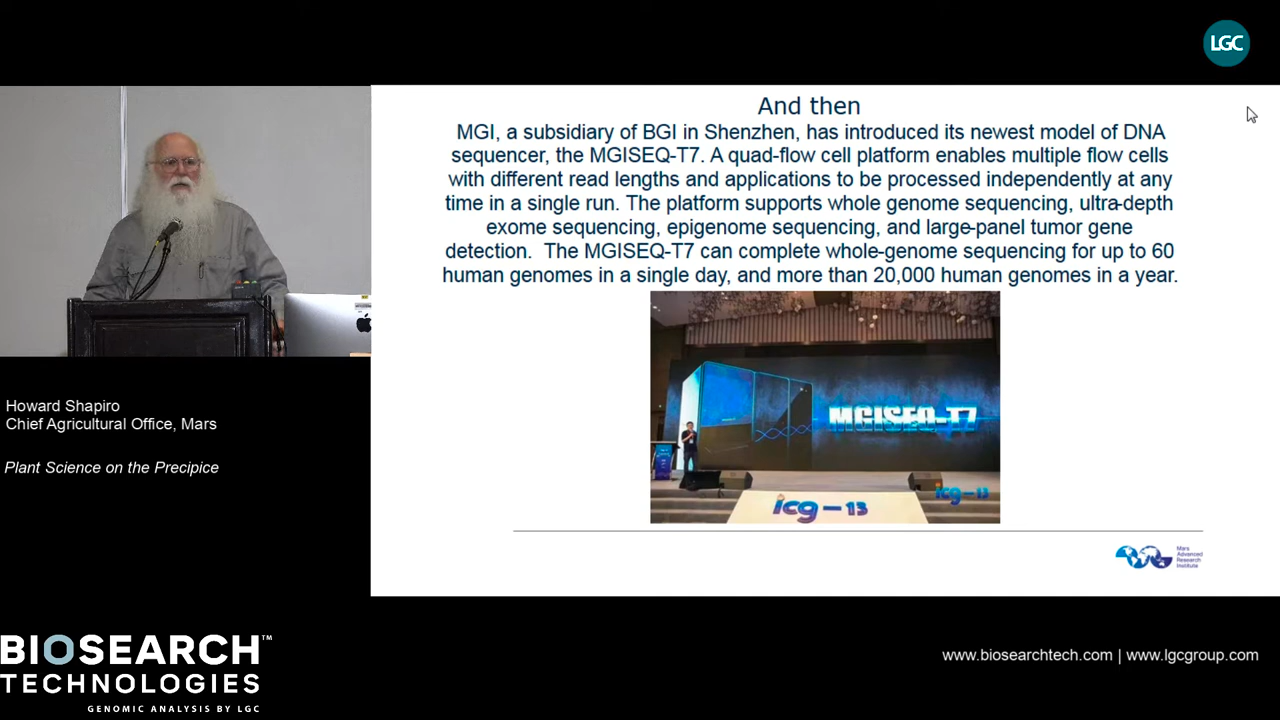 LGC
And then
MGI, a subsidiary of BGI in Shenzhen, has introduced its newest model of DNA
sequencer, the MGISEQ-T7. A quad-flow cell platform enables multiple flow cells
with different read lengths and applications to be processed independently at any
time in a single run. The platform supports whole genome sequencing, ultra-depth
exome sequencing, epigenome sequencing, and large-panel tumor gene
detection.  The MGISEQ-T7 can complete whole-genome sequencing for up to 60
human genomes in a single day, and more than 20,000 human genomes in a year.
MGISEQ-T7
icg-13
icg-13
Mars
Advanced
Research
Institute
Howard Shapiro
Chief Agricultural Office, Mars
Plant Science on the Precipice
BIOSEARCH™
TECHNOLOGIES
GENOMIC ANALYSIS BY LGC
www.biosearchtech.com | www.lgcgroup.com